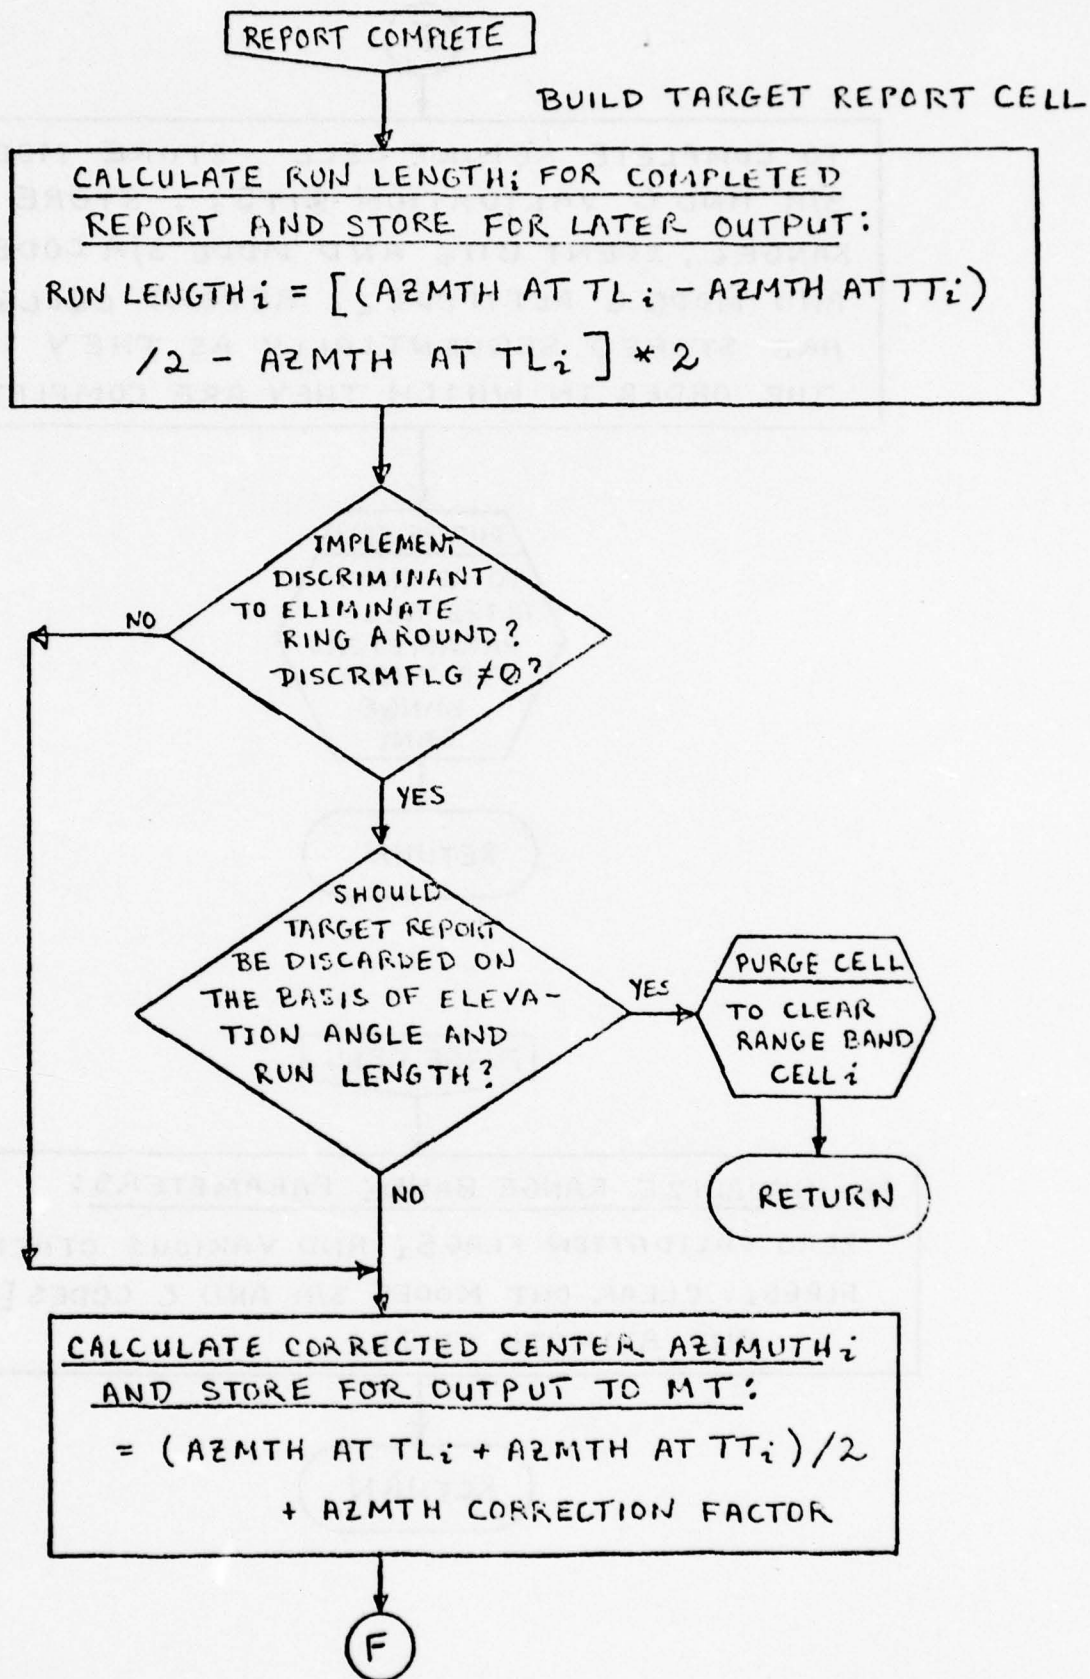 REPORT COMPLETE
BUILD TARGET REPORT CELL
CALCULATE RUN LENGTHi FOR COMPLETED
REPORT AND STORE FOR LATER OUTPUT:
RUN LENGTHi = [(AZMTH AT TLi - AZMTH AT TTi)
/2 - AZMTH AT TLi] * 2
IMPLEMENT
DISCRIMINANT
TO ELIMINATE
RING AROUND?
DISCRMFLG ≠0?
NO
YES
SHOULD
TARGET REPORT
BE DISCARDED ON
THE BASIS OF ELEVA-
TION ANGLE AND
RUN LENGTH?
YES
PURGE CELL
TO CLEAR
RANGE BAND
CELL i
RETURN
NO
CALCULATE CORRECTED CENTER AZIMUTHi
AND STORE FOR OUTPUT TO MT:
= (AZMTH AT TLi + AZMTH AT TTi)/2
+ AZMTH CORRECTION FACTOR
F